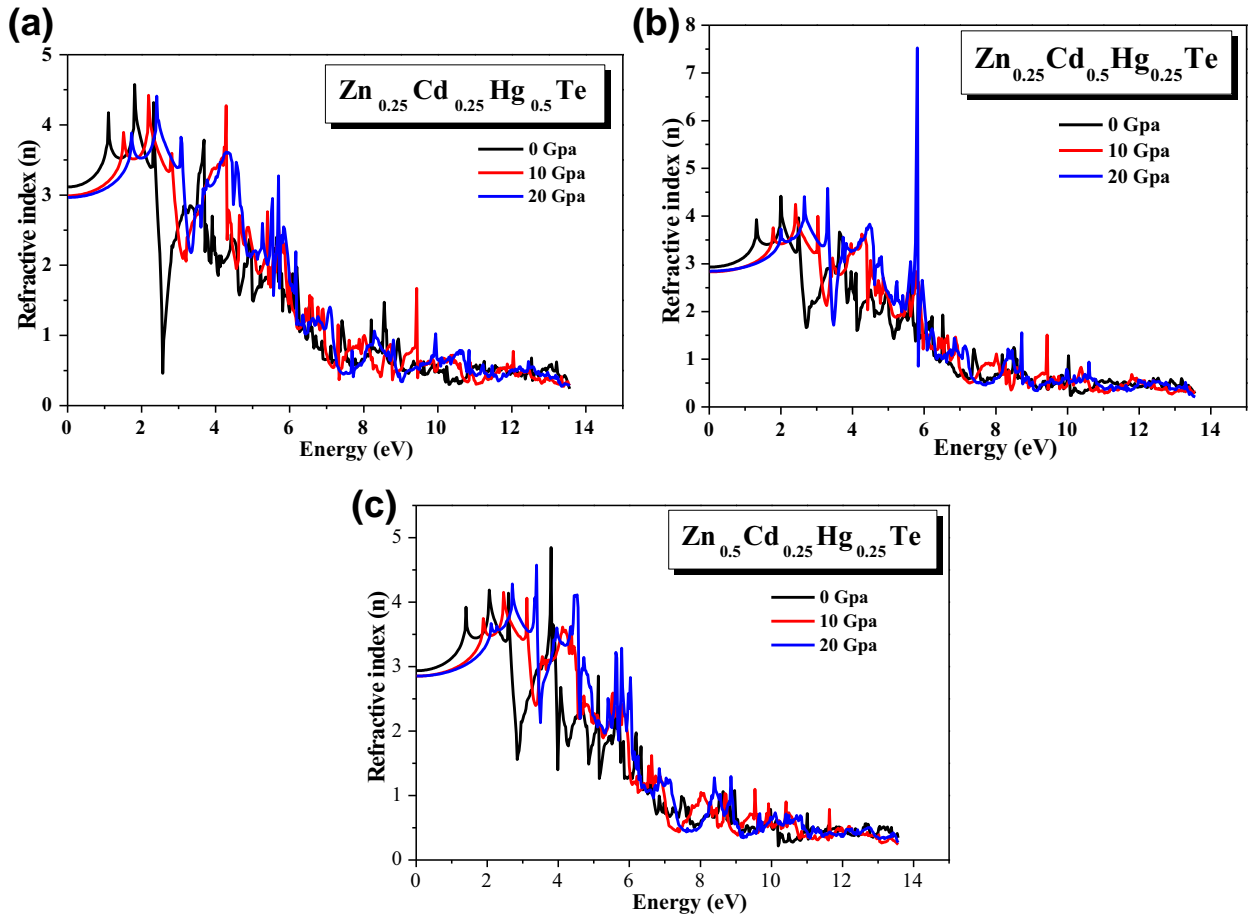 (a)
Zn0.25Cd0.25Hg0.5Te
0 Gpa
10 Gpa
20 Gpa
Refractive index (n)
5
4
3
2
1
0
0 2 4 6 8 10 12 14
Energy (eV)
(b)
Zn0.25Cd0.5Hg0.25Te
0 Gpa
10 Gpa
20 Gpa
Refractive index (n)
8
7
6
5
4
3
2
1
0
0 2 4 6 8 10 12 14
Energy (eV)
(c)
Zn0.5Cd0.25Hg0.25Te
0 Gpa
10 Gpa
20 Gpa
Refractive index (n)
5
4
3
2
1
0
0 2 4 6 8 10 12 14
Energy (eV)